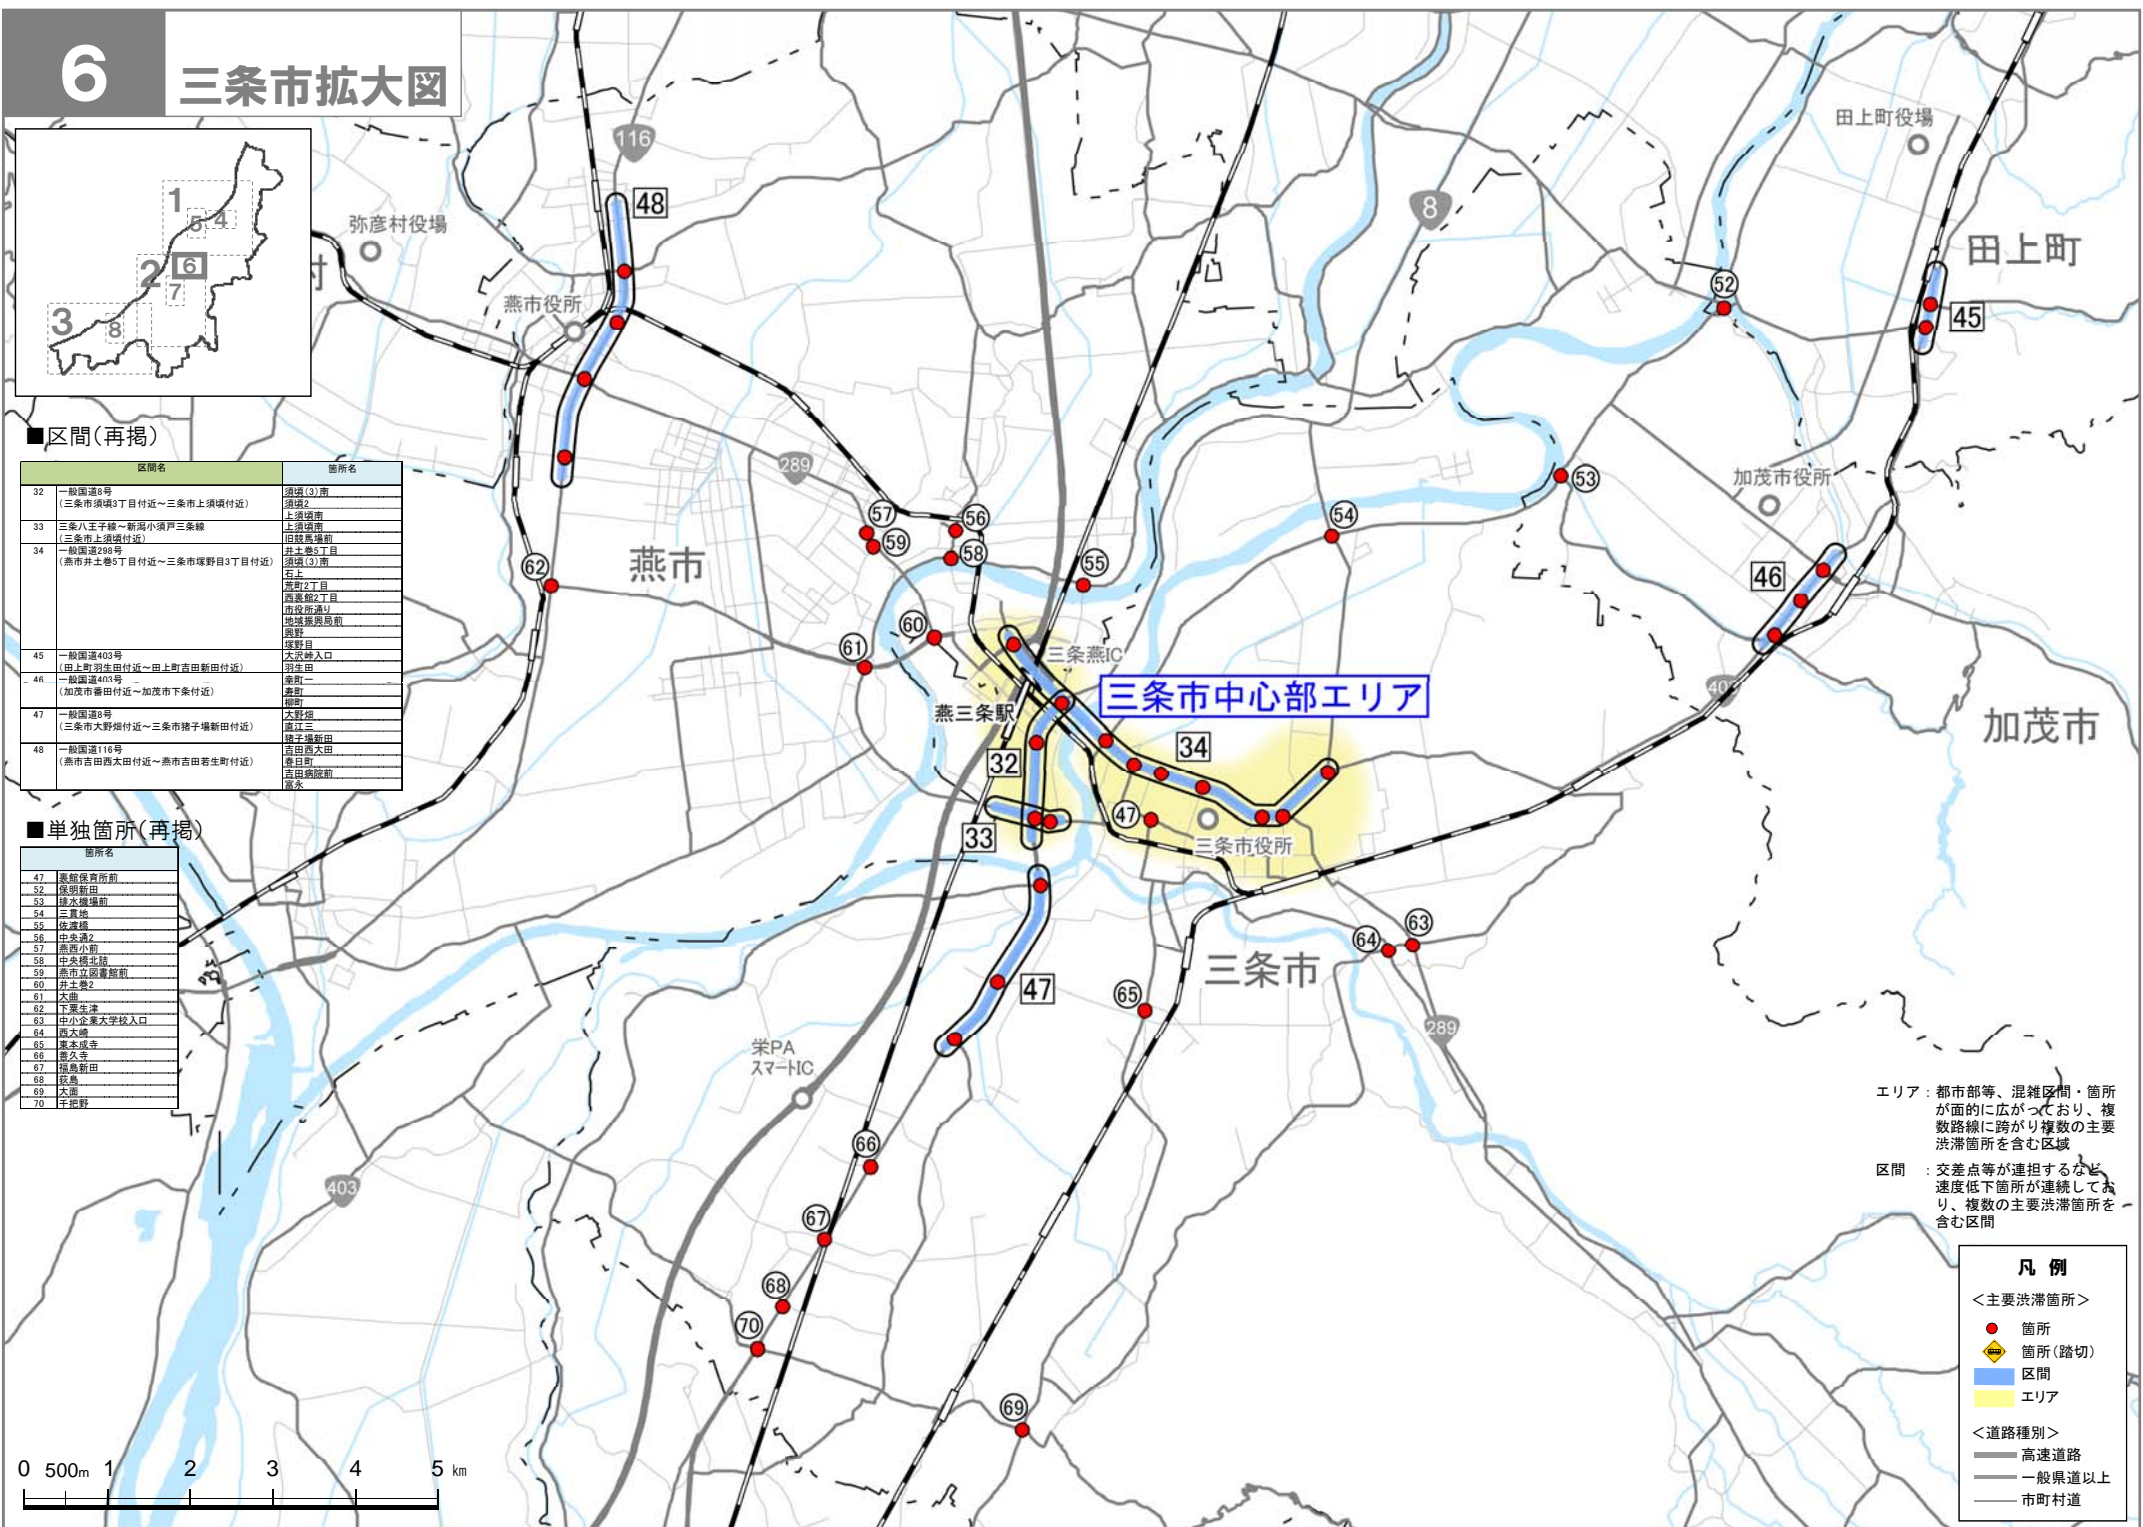 6 三条市拡大図
1
5 4
2 6
7
3 8
■区間(再掲)
区間名 箇所名
32 一般国道8号 須頃(3)南
(三条市須頃3丁目付近~三条市上須頃付近) 須頃2
上須頃南
33 三条八王子線~新潟小須戸三条線 上須頃南
(三条市上須頃付近) 旧競馬場前
34 一般国道298号 井土巻5丁目
(燕市井土巻5丁目付近~三条市塚野目3丁目付近) 須頃(3)南
石上
荒町2丁目
西裏館2丁目
市役所通り
地域振興局前
興野
塚野目
45 一般国道403号 大沢峠入口
(田上町羽生田付近~田上町吉田新田付近) 羽生田
46 一般国道403号 幸町一
(加茂市番田付近~加茂市下条付近) 寿町
柳町
47 一般国道8号 大野畑
(三条市大野畑付近~三条市猪子場新田付近) 直江三
猪子場新田
48 一般国道116号 吉田西太田
(燕市吉田西太田付近~燕市吉田若生町付近) 春日町
吉田病院前
富永
■単独箇所(再掲)
箇所名
47 裏館保育所前
52 保明新田
53 排水機場前
54 三貫地
55 佐渡橋
56 中央通2
57 燕西小前
58 中央橋北詰
59 燕市立図書館前
60 井土巻2
61 大曲
62 下粟生津
63 中小企業大学校入口
64 西大崎
65 東本成寺
66 善久寺
67 福島新田
68 荻島
69 大面
70 千把野
116
48
弥彦村役場
村
燕市役所
8
田上町役場
田上町
52
45
289
57
56
59
58
62
燕市
55
54
53
加茂市役所
46
60
61
三条燕IC
三条市中心部エリア
燕三条駅
403
加茂市
32
34
33
47
三条市役所
47
64
63
三条市
65
289
栄PA
スマートIC
66
403
67
68
70
69
エリア:都市部等、混雑区間・箇所
が面的に広がっており、複
数路線に跨がり複数の主要
渋滞箇所を含む区域
区間 :交差点等が連担するなど、
速度低下箇所が連続してお
り、複数の主要渋滞箇所を
含む区間
凡 例
<主要渋滞箇所>
箇所
箇所(踏切)
区間
エリア
<道路種別>
高速道路
一般県道以上
市町村道
0 500m 1 2 3 4 5 km